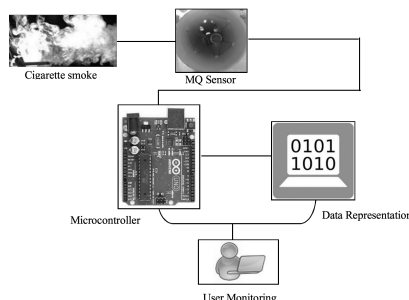 Cigarette smoke
MQ Sensor
0101
1010
Microcontroller
Data Representation
User Monitoring